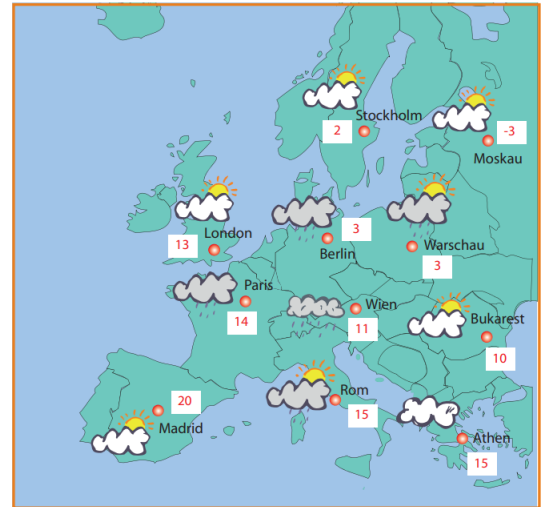 Stockholm
2
-3
Moskau
London
13
3
Berlin
Warschau
3
Paris
14
Wien
11
Bukarest
10
20
Madrid
Rom
15
Athen
15